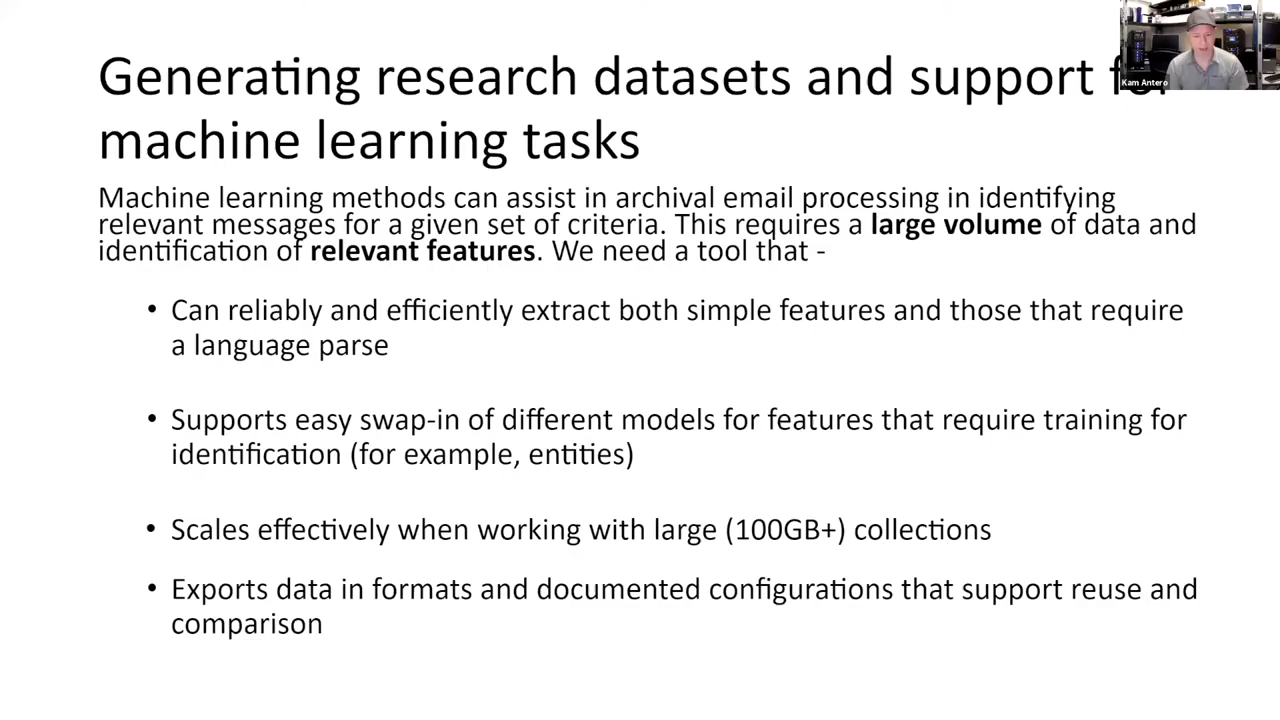 Generating research datasets and support for
machine learning tasks
Machine learning methods can assist in archival email processing in identifying
relevant messages for a given set of criteria. This requires a large volume of data and
identification of relevant features. We need a tool that -
• Can reliably and efficiently extract both simple features and those that require
a language parse
• Supports easy swap-in of different models for features that require training for
identification (for example, entities)
• Scales effectively when working with large (100GB+) collections
• Exports data in formats and documented configurations that support reuse and
comparison
Kam Antero